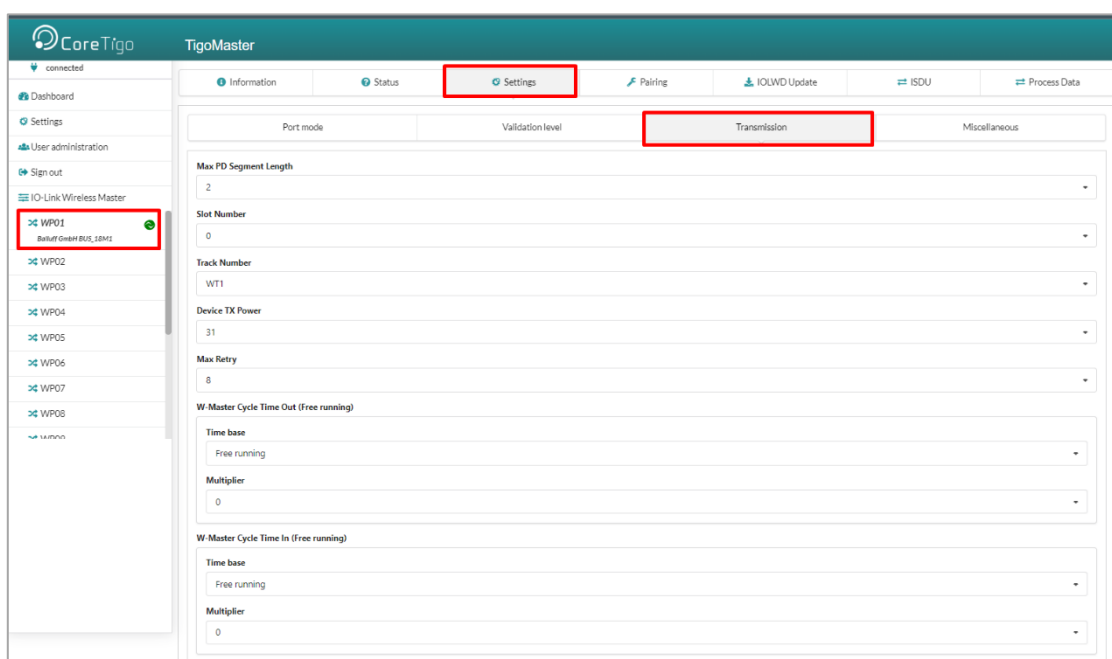 CoreTigo
TigoMaster
connected
Dashboard
Settings
User administration
Sign out
IO-Link Wireless Master
WP01
Balluff GmbH BUS_18M1
WP02
WP03
WP04
WP05
WP06
WP07
WP08
Information Status Settings Pairing IOLWD Update ISDU Process Data
Port mode Validation level Transmission Miscellaneous
Max PD Segment Length
2
Slot Number
0
Track Number
WT1
Device TX Power
31
Max Retry
8
W-Master Cycle Time Out (Free running)
Time base
Free running
Multiplier
0
W-Master Cycle Time In (Free running)
Time base
Free running
Multiplier
0